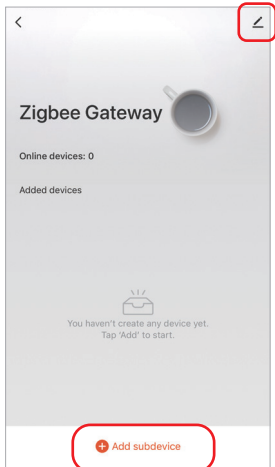 Zigbee Gateway
Online devices: 0
Added devices
You haven't create any device yet.
Tap 'Add' to start.
Add subdevice